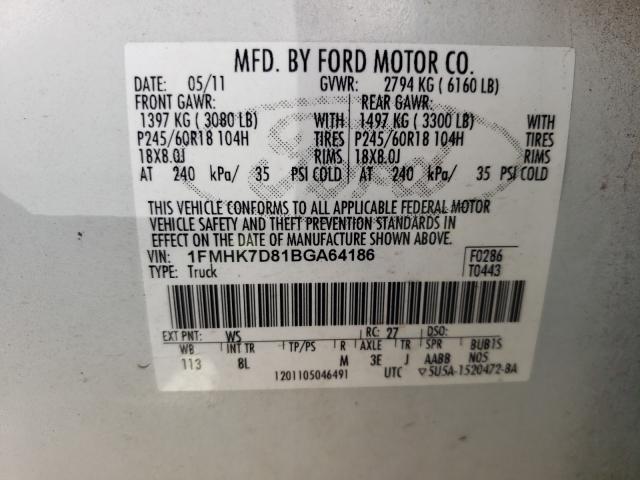 MFD. BY FORD MOTOR CO.
DATE: 05/11 GVWR: 2794 KG ( 6160 LB)
FRONT GAWR: REAR GAWR:
1397 KG ( 3080 LB) WITH 1497 KG ( 3300 LB) WITH
P245/60R18 104H TIRES P245/60R18 104H TIRES
18X8.0J RIMS 18X8.0J RIMS
AT 240 kPa/ 35 PSI COLD AT 240 kPa/ 35 PSI COLD
Ford
THIS VEHICLE CONFORMS TO ALL APPLICABLE FEDERAL MOTOR
VEHICLE SAFETY AND THEFT PREVENTION STANDARDS IN
EFFECT ON THE DATE OF MANUFACTURE SHOWN ABOVE.
VIN: 1FMHK7D81BGA64186 F0286
TYPE: Truck T0443
EXT PNT: WS RC: 27 DSO:
WB INT TR TP/PS R AXLE TR SPR BUB1S
113 8L M 3E J AABB N05
1201105046491 UTC ▽5U5A-1520472-BA